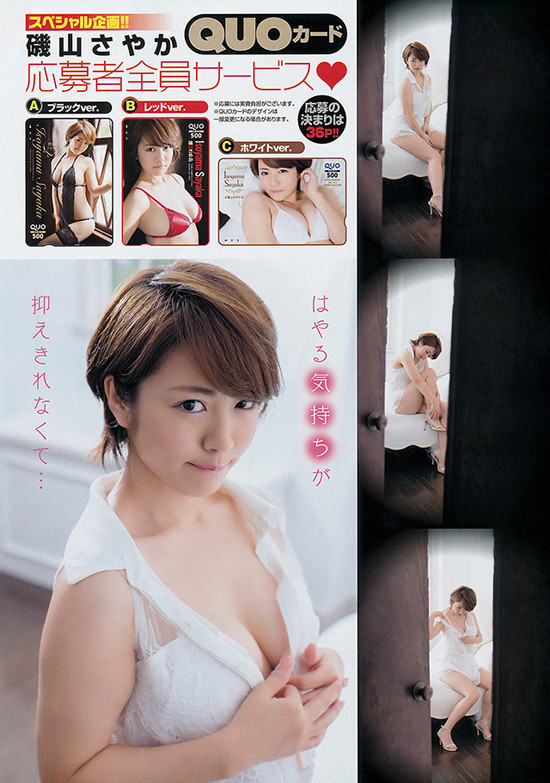 スペシャル企画!!
磯山さやか QUOカード
応募者全員サービス♥
A ブラックver.
B レッドver.
※応募には実費負担がございます。
※QUOカードのデザインは
一部変更になる場合があります。
応募の
決まりは
36P!!
C ホワイトver.
Isoyama Sayaka
QUO
500
QUO
500
Isoyama Sayaka
Isoyama
Sayaka
QUO
500
はやる気持ちが
抑えきれなくて…